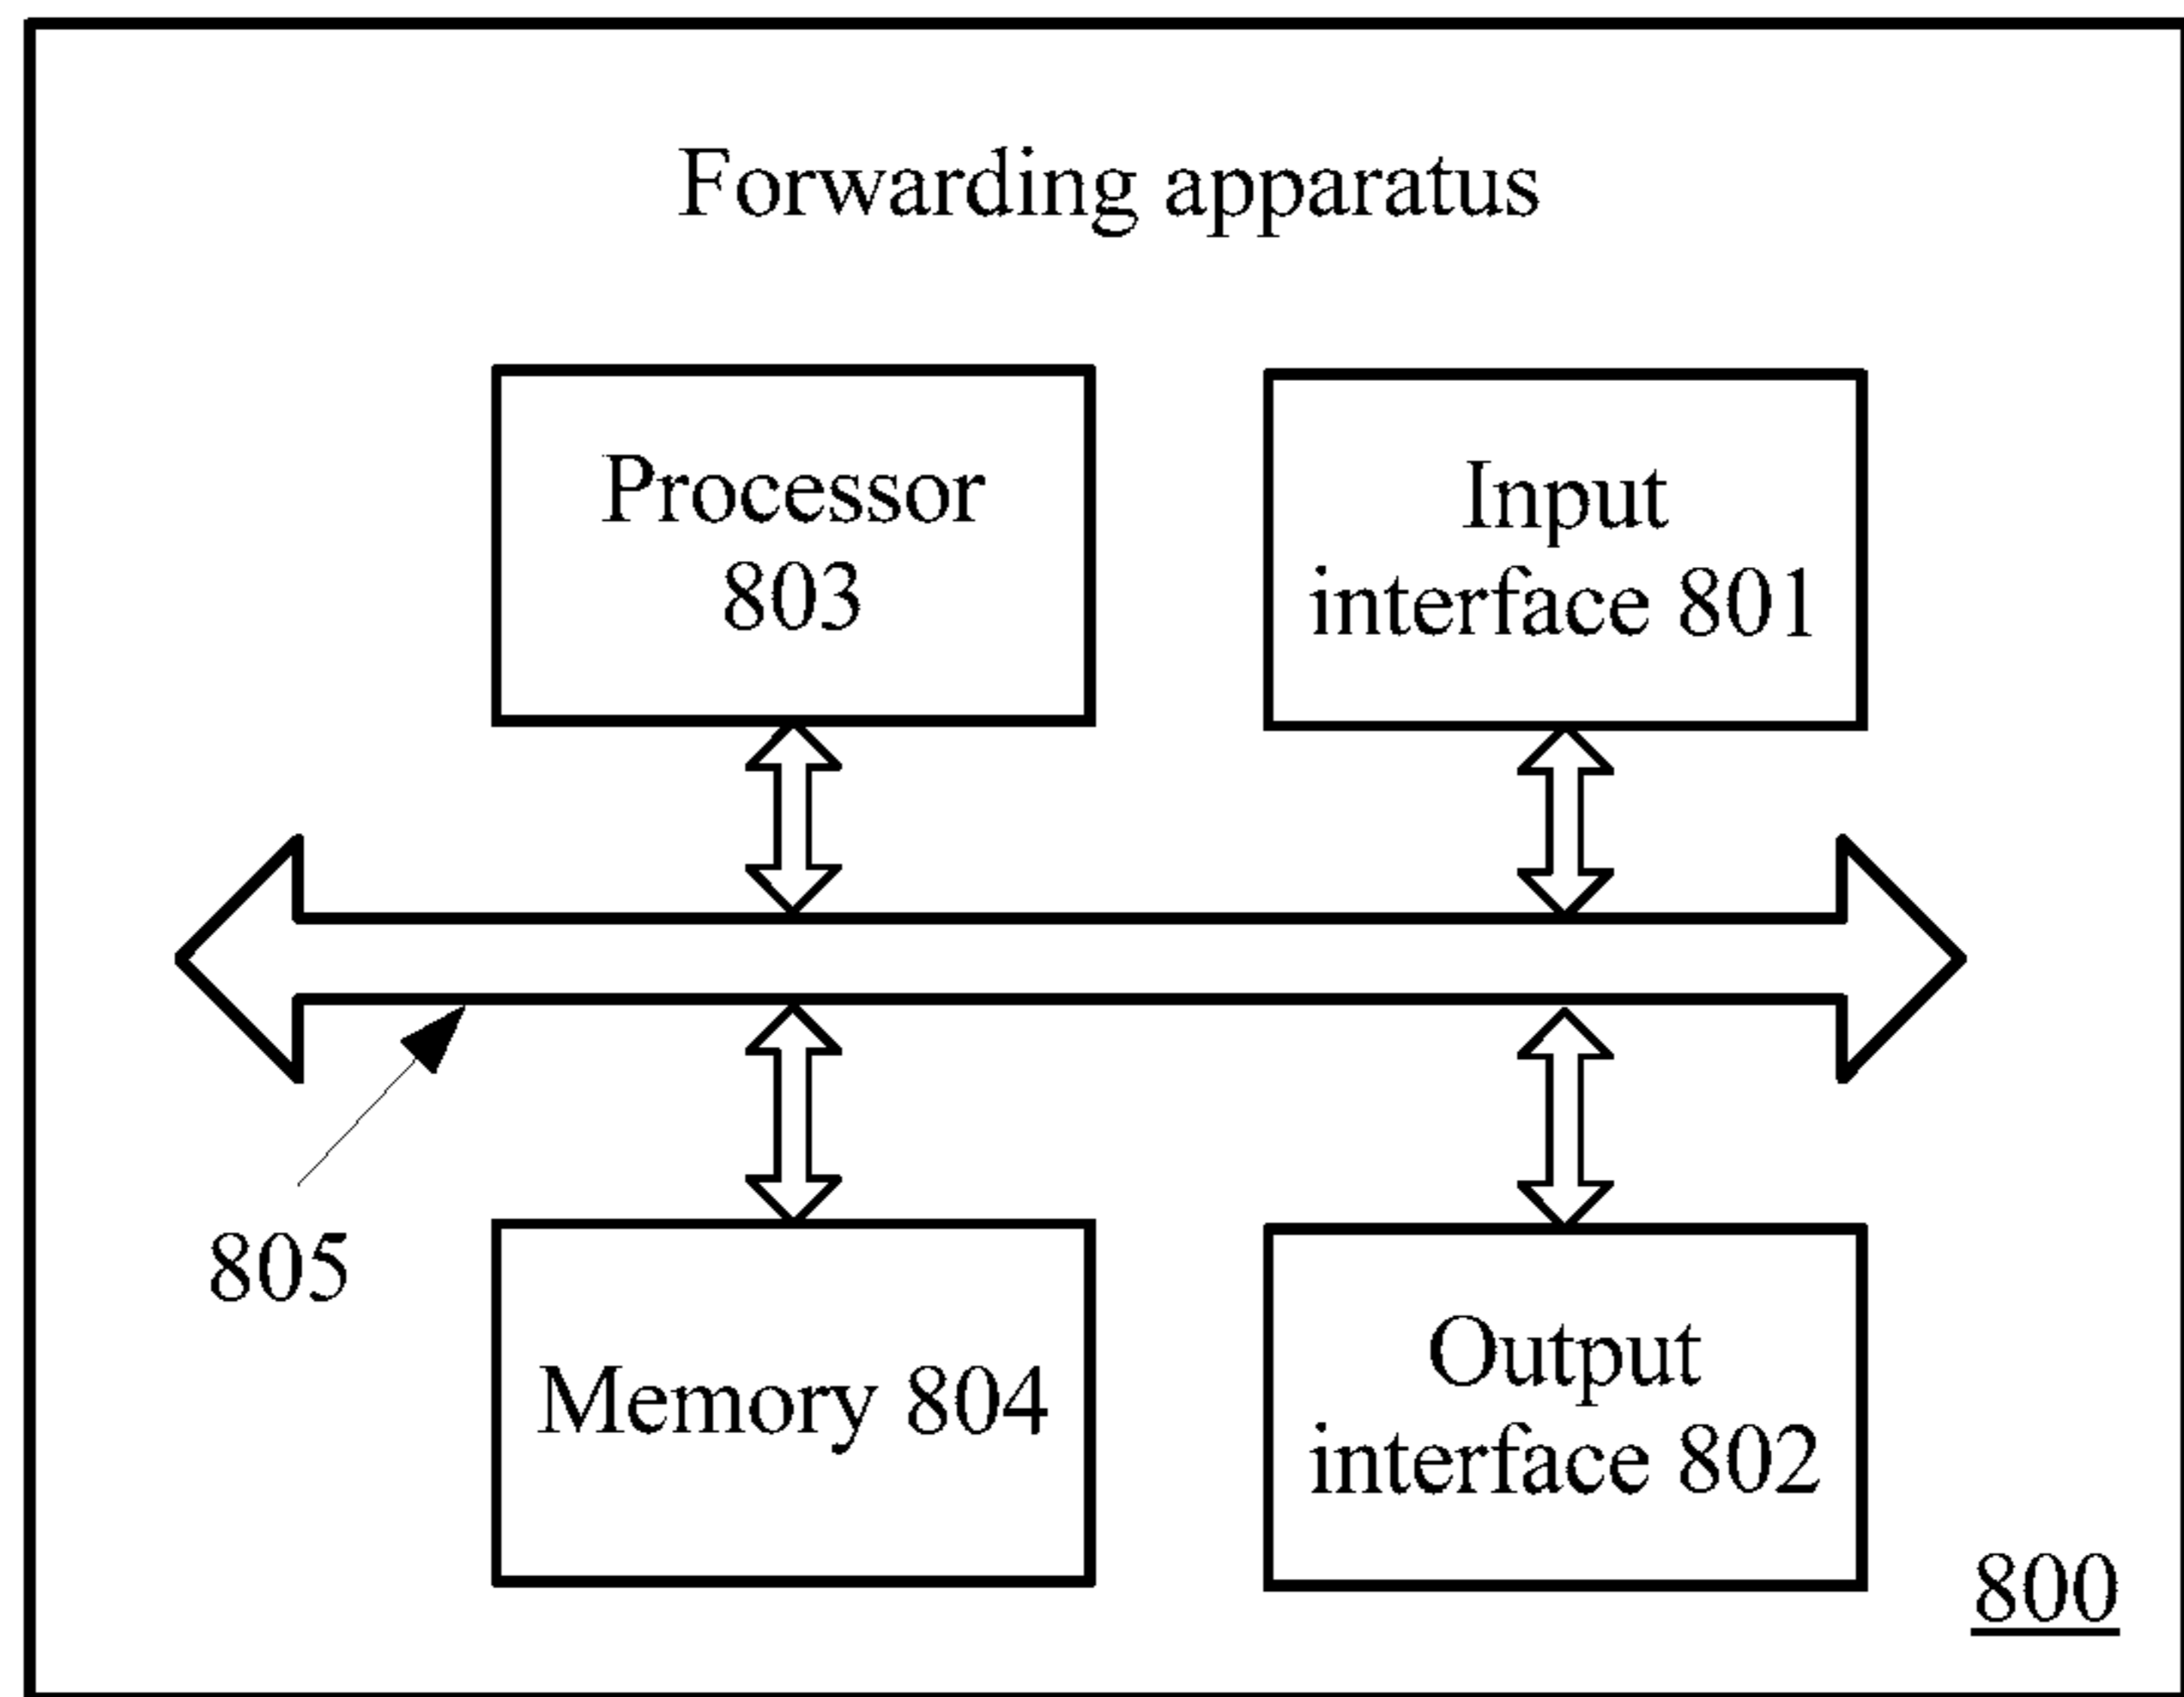 Forwarding apparatus
Processor
803
Input
interface 801
805
Memory 804
Output
interface 802
800